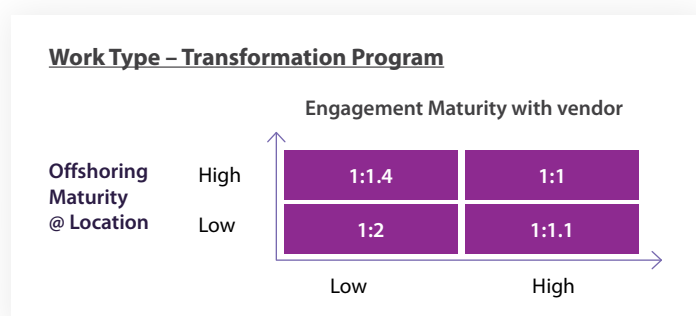 Work Type – Transformation Program
Engagement Maturity with vendor
Offshoring
Maturity
@ Location
High
1:1.4
1:1
Low
1:2
1:1.1
Low
High